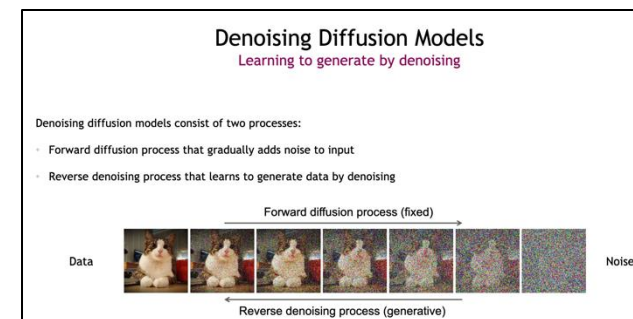 Denoising Diffusion Models
Learning to generate by denoising
Denoising diffusion models consist of two processes:
• Forward diffusion process that gradually adds noise to input
• Reverse denoising process that learns to generate data by denoising
Forward diffusion process (fixed)
Data
Noise
Reverse denoising process (generative)